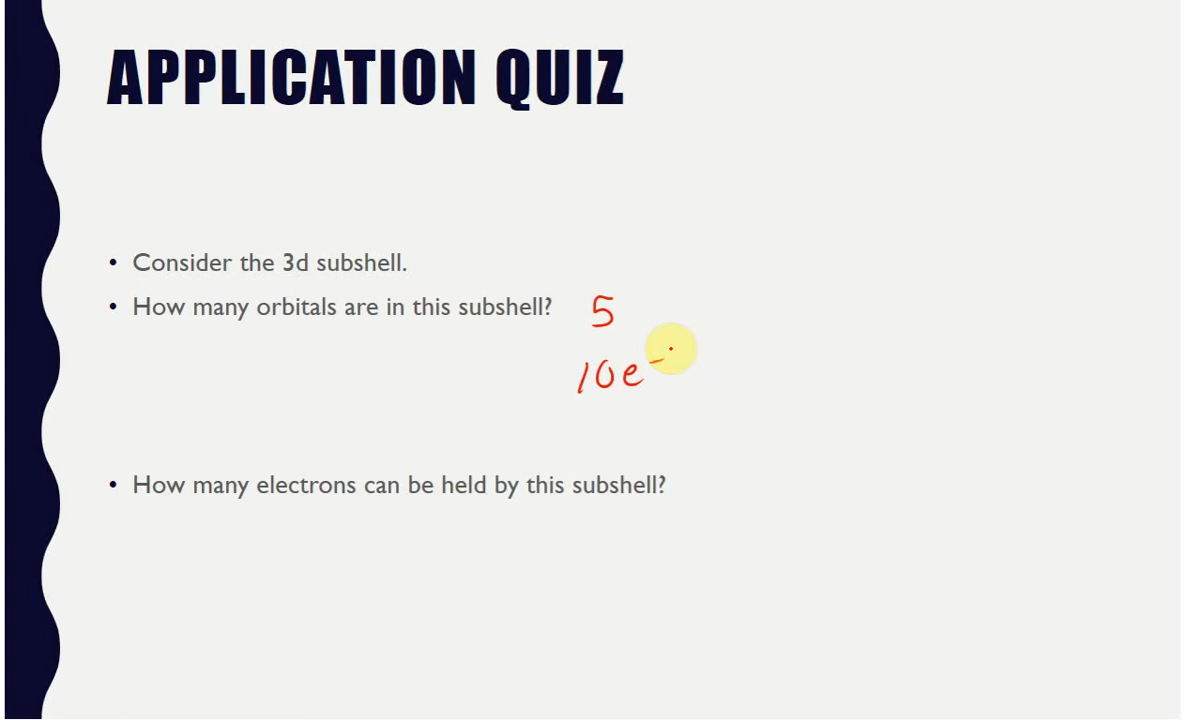 APPLICATION QUIZ
• Consider the 3d subshell.
• How many orbitals are in this subshell? 5
10e⁻
• How many electrons can be held by this subshell?